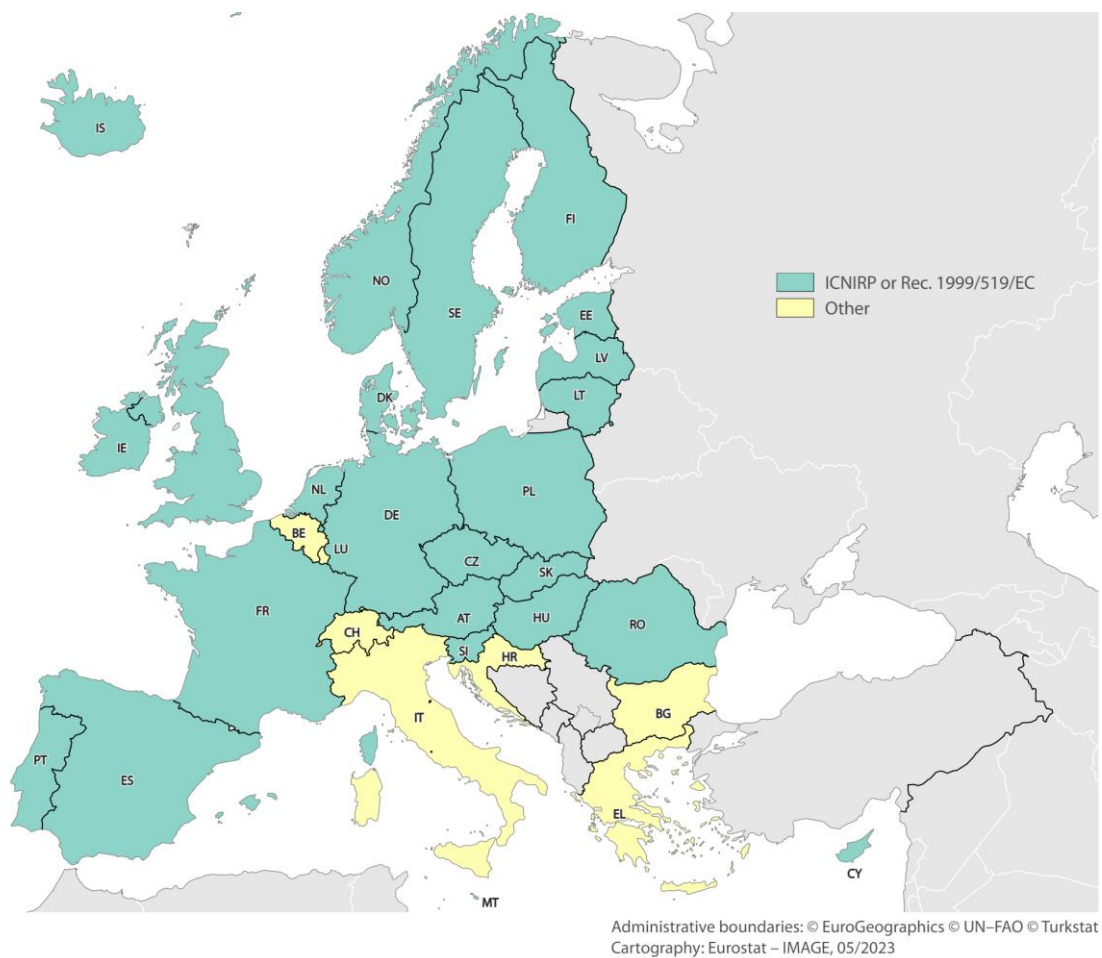 IS
FI
NO
SE
ICNIRP or Rec. 1999/519/EC
Other
EE
LV
DK
LT
IE
NL
PL
DE
BE
LU
CZ
SK
FR
AT
HU
RO
CH
SI
HR
IT
BG
PT
ES
EL
CY
MT
Administrative boundaries: © EuroGeographics © UN–FAO © Turkstat
Cartography: Eurostat – IMAGE, 05/2023